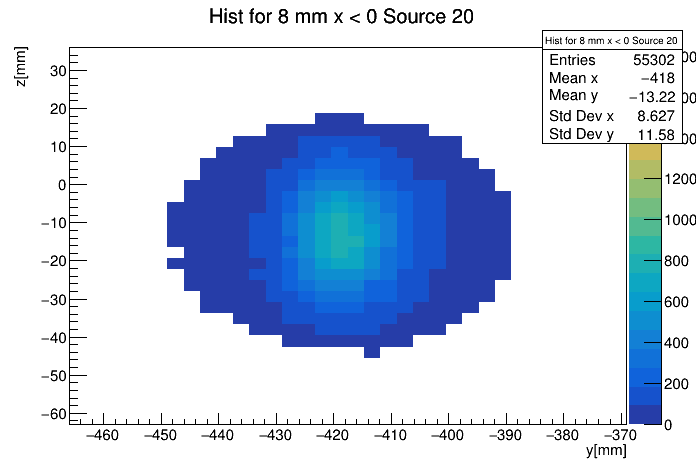 Hist for 8 mm x < 0 Source 20
z[mm]
Hist for 8 mm x < 0 Source 20
Entries 55302
Mean x −418
Mean y −13.22
Std Dev x 8.627
Std Dev y 11.58
30
20
10
0
−10
−20
−30
−40
−50
−60
1200
1000
800
600
400
200
0
−460 −450 −440 −430 −420 −410 −400 −390 −380 −370
y[mm]